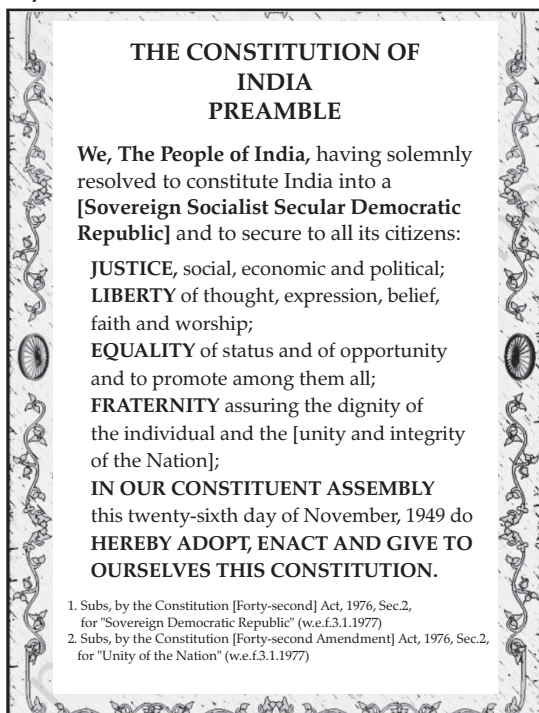 THE CONSTITUTION OF
INDIA
PREAMBLE
We, The People of India, having solemnly
resolved to constitute India into a
[Sovereign Socialist Secular Democratic
Republic] and to secure to all its citizens:
JUSTICE, social, economic and political;
LIBERTY of thought, expression, belief,
faith and worship;
EQUALITY of status and of opportunity
and to promote among them all;
FRATERNITY assuring the dignity of
the individual and the [unity and integrity
of the Nation];
IN OUR CONSTITUENT ASSEMBLY
this twenty-sixth day of November, 1949 do
HEREBY ADOPT, ENACT AND GIVE TO
OURSELVES THIS CONSTITUTION.
1. Subs, by the Constitution [Forty-second] Act, 1976, Sec.2,
for "Sovereign Democratic Republic" (w.e.f.3.1.1977)
2. Subs, by the Constitution [Forty-second Amendment] Act, 1976, Sec.2,
for "Unity of the Nation" (w.e.f.3.1.1977)